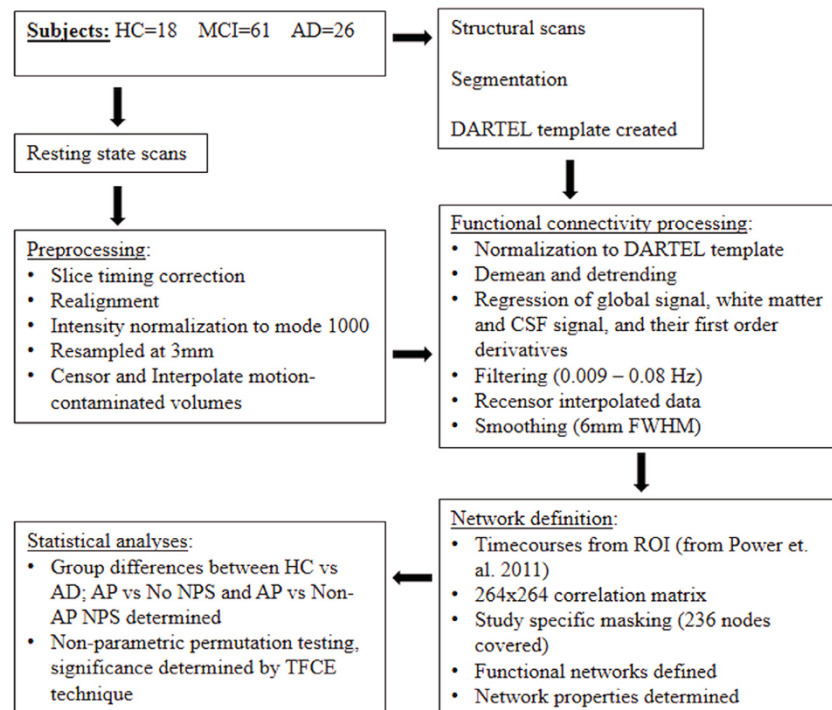 Subjects: HC=18 MCI=61 AD=26
Structural scans
Segmentation
DARTEL template created
Resting state scans
Preprocessing:
• Slice timing correction
• Realignment
• Intensity normalization to mode 1000
• Resampled at 3mm
• Censor and Interpolate motion-
contaminated volumes
Functional connectivity processing:
• Normalization to DARTEL template
• Demean and detrending
• Regression of global signal, white matter
and CSF signal, and their first order
derivatives
• Filtering (0.009 – 0.08 Hz)
• Recensor interpolated data
• Smoothing (6mm FWHM)
Network definition:
• Timecourses from ROI (from Power et.
al. 2011)
• 264x264 correlation matrix
• Study specific masking (236 nodes
covered)
• Functional networks defined
• Network properties determined
Statistical analyses:
• Group differences between HC vs
AD; AP vs No NPS and AP vs Non-
AP NPS determined
• Non-parametric permutation testing,
significance determined by TFCE
technique